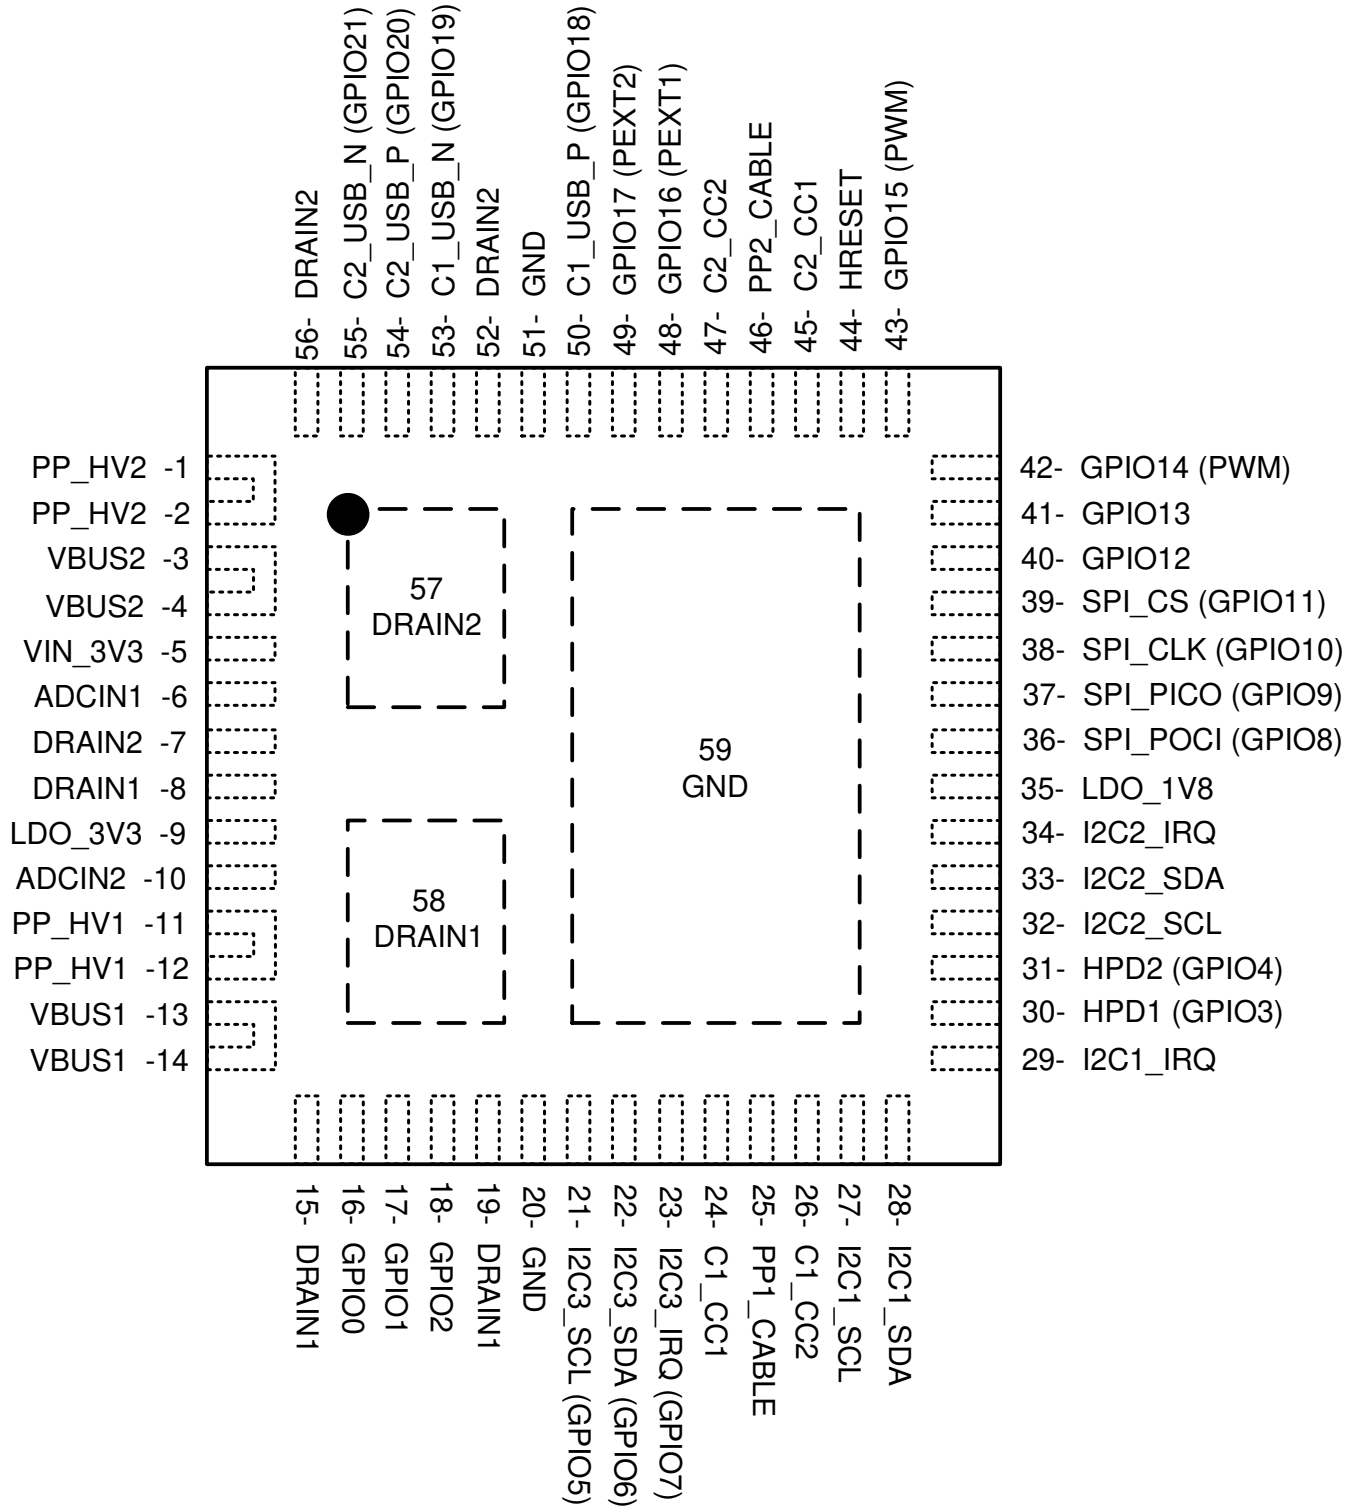 56- DRAIN2
55- C2_USB_N (GPIO21)
54- C2_USB_P (GPIO20)
53- C1_USB_N (GPIO19)
52- DRAIN2
51- GND
50- C1_USB_P (GPIO18)
49- GPIO17 (PEXT2)
48- GPIO16 (PEXT1)
47- C2_CC2
46- PP2_CABLE
45- C2_CC1
44- HRESET
43- GPIO15 (PWM)
PP_HV2 -1
PP_HV2 -2
VBUS2 -3
VBUS2 -4
VIN_3V3 -5
ADCIN1 -6
DRAIN2 -7
DRAIN1 -8
LDO_3V3 -9
ADCIN2 -10
PP_HV1 -11
PP_HV1 -12
VBUS1 -13
VBUS1 -14
57
DRAIN2
58
DRAIN1
59
GND
42- GPIO14 (PWM)
41- GPIO13
40- GPIO12
39- SPI_CS (GPIO11)
38- SPI_CLK (GPIO10)
37- SPI_PICO (GPIO9)
36- SPI_POCI (GPIO8)
35- LDO_1V8
34- I2C2_IRQ
33- I2C2_SDA
32- I2C2_SCL
31- HPD2 (GPIO4)
30- HPD1 (GPIO3)
29- I2C1_IRQ
15- DRAIN1
16- GPIO0
17- GPIO1
18- GPIO2
19- DRAIN1
20- GND
21- I2C3_SCL (GPIO5)
22- I2C3_SDA (GPIO6)
23- I2C3_IRQ (GPIO7)
24- C1_CC1
25- PP1_CABLE
26- C1_CC2
27- I2C1_SCL
28- I2C1_SDA